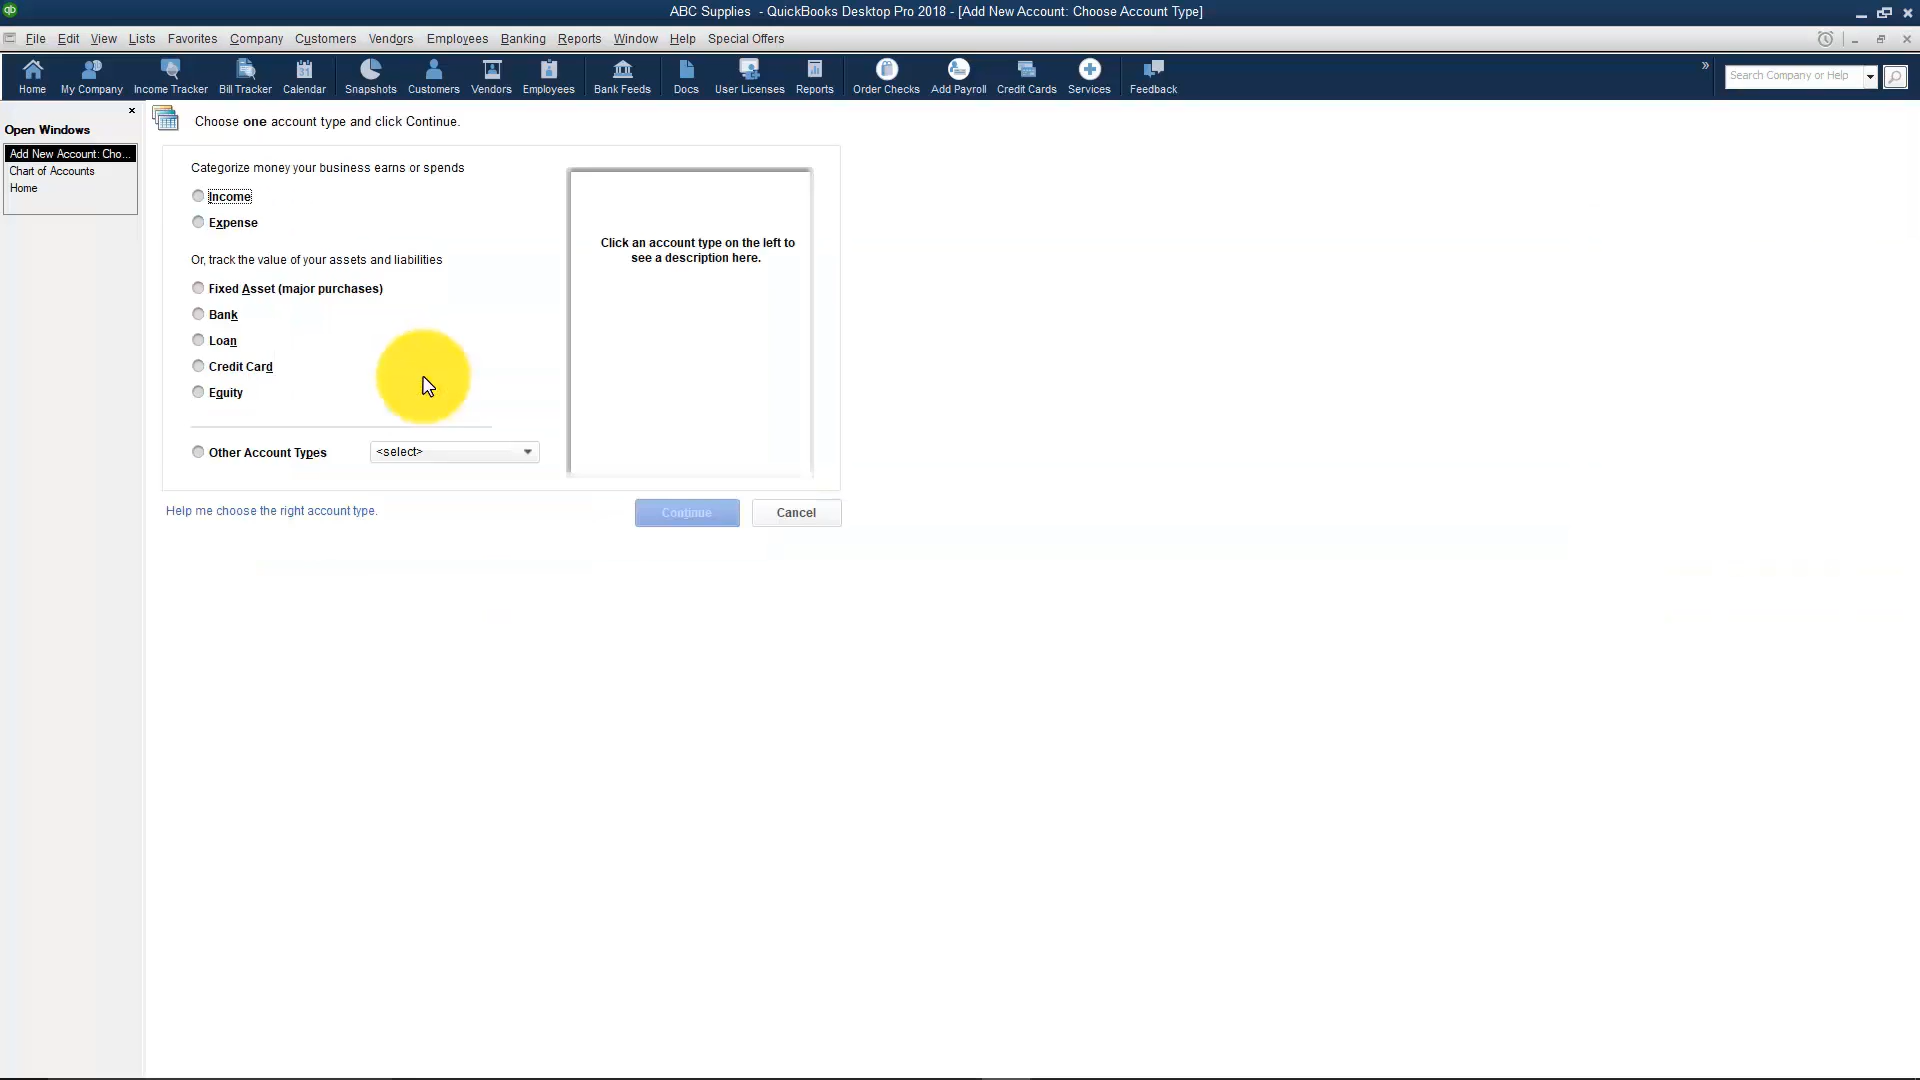 qb
ABC Supplies - QuickBooks Desktop Pro 2018 - [Add New Account: Choose Account Type]
File Edit View Lists Favorites Company Customers Vendors Employees Banking Reports Window Help Special Offers
31
Home My Company Income Tracker Bill Tracker Calendar Snapshots Customers Vendors Employees Bank Feeds Docs User Licenses Reports Order Checks Add Payroll Credit Cards Services Feedback » Search Company or Help
Open Windows
Add New Account: Cho...
Chart of Accounts
Home
Choose one account type and click Continue.
Categorize money your business earns or spends
Income
Expense
Or, track the value of your assets and liabilities
Fixed Asset (major purchases)
Bank
Loan
Credit Card
Equity
Other Account Types <select>
Click an account type on the left to
see a description here.
Help me choose the right account type.
Continue Cancel